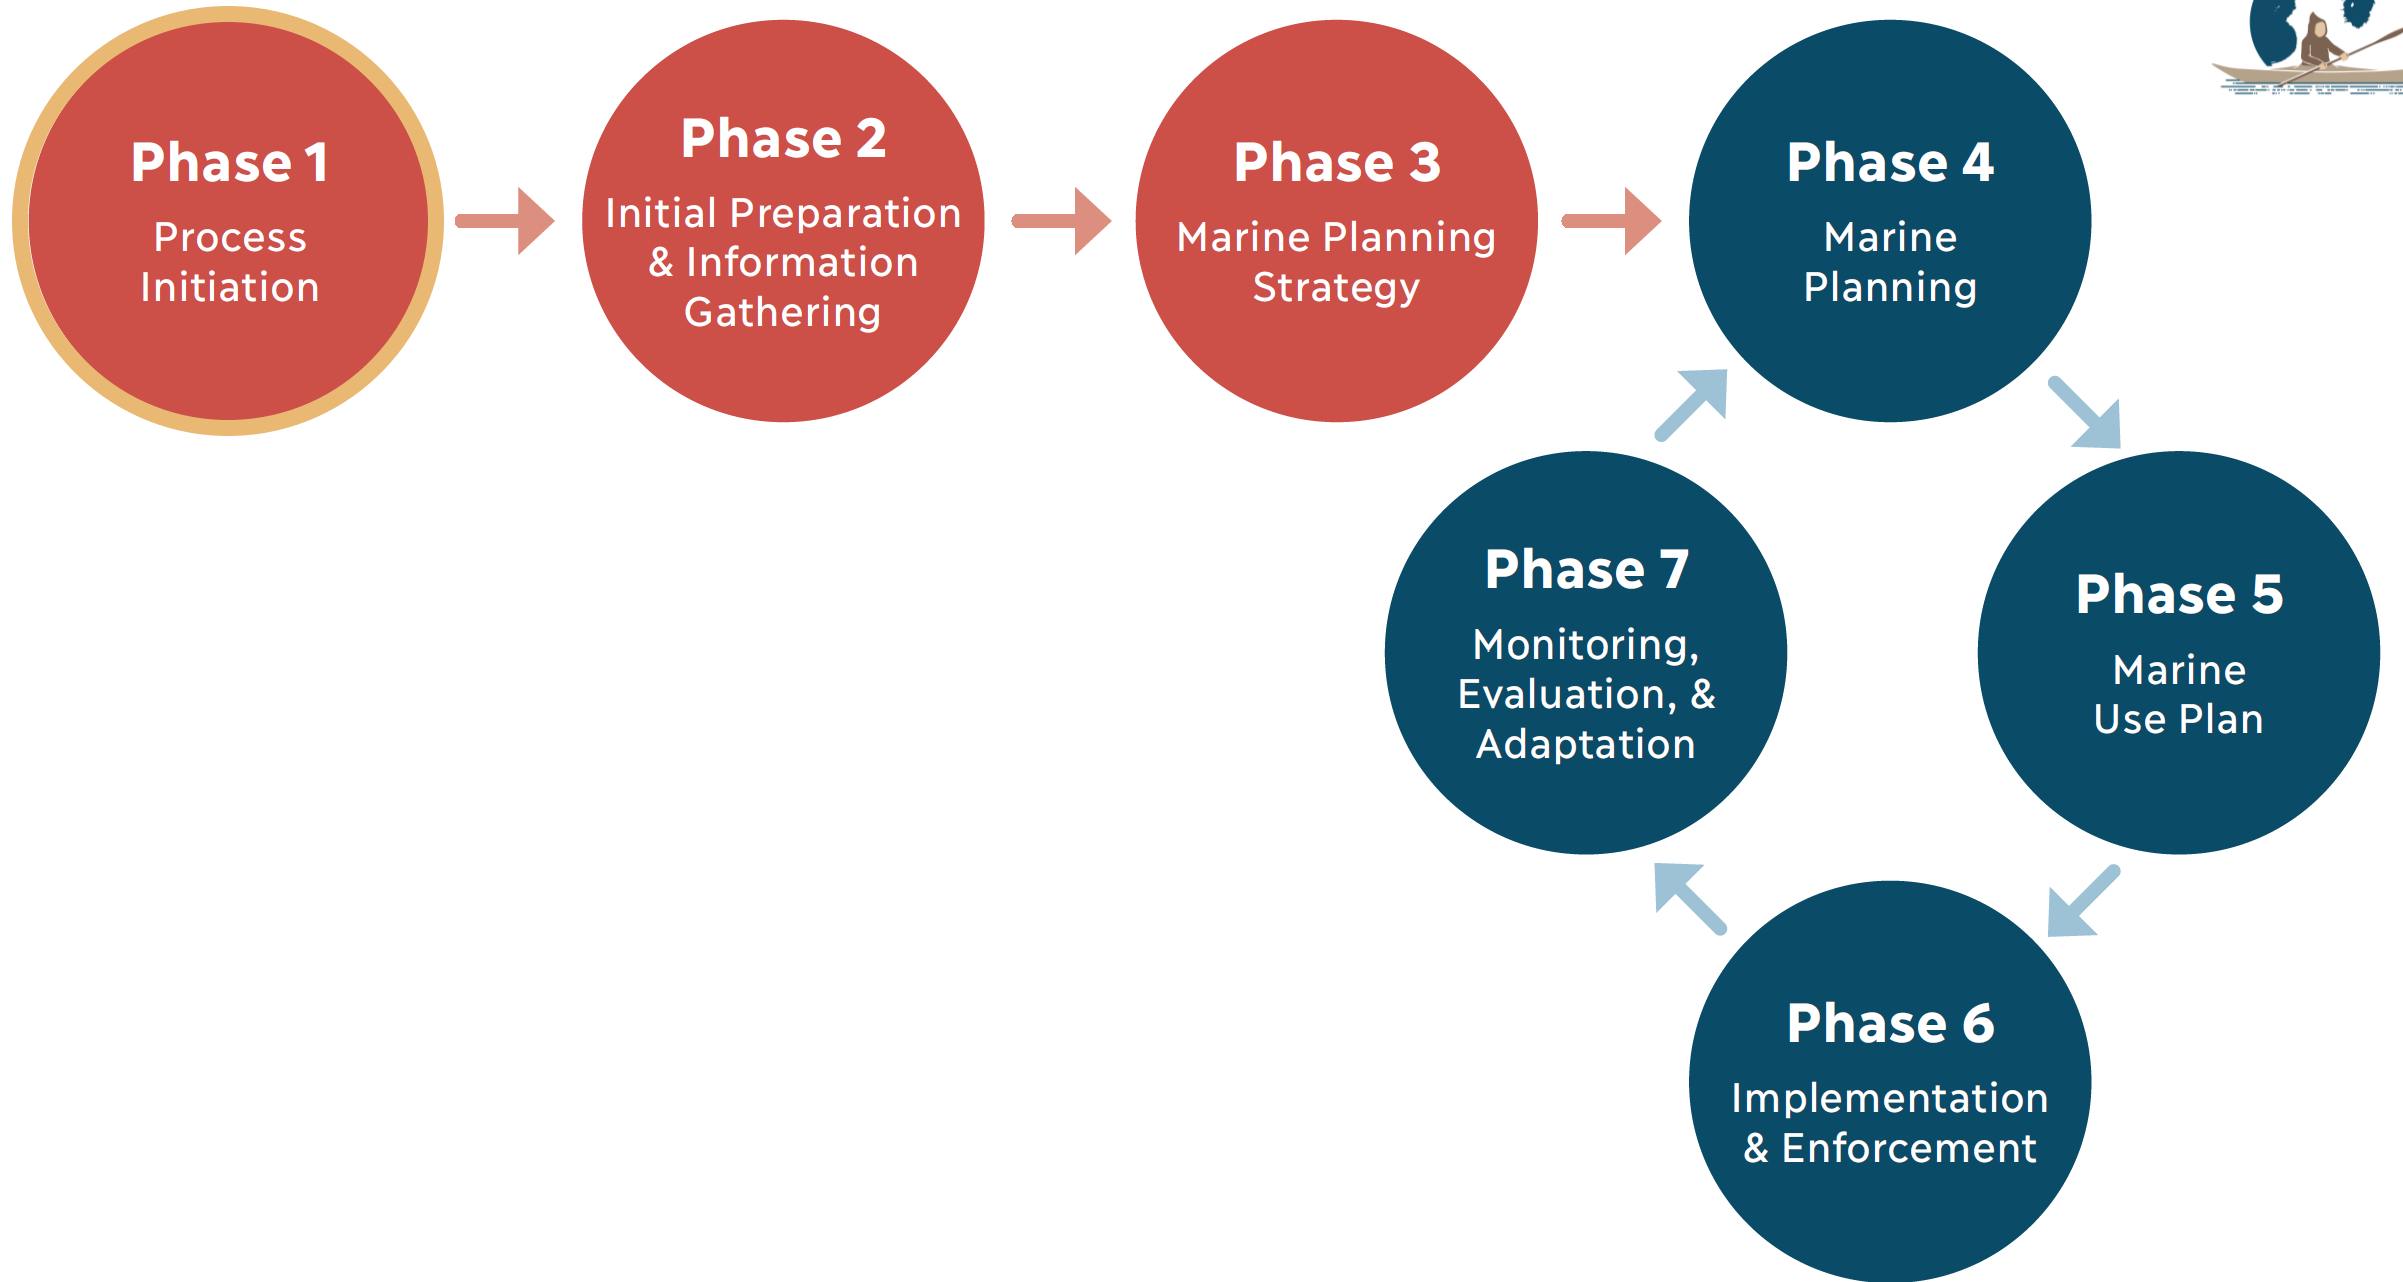 Phase 1
Process
Initiation
Phase 2
Initial Preparation
& Information
Gathering
Phase 3
Marine Planning
Strategy
Phase 4
Marine
Planning
Phase 5
Marine
Use Plan
Phase 6
Implementation
& Enforcement
Phase 7
Monitoring,
Evaluation, &
Adaptation